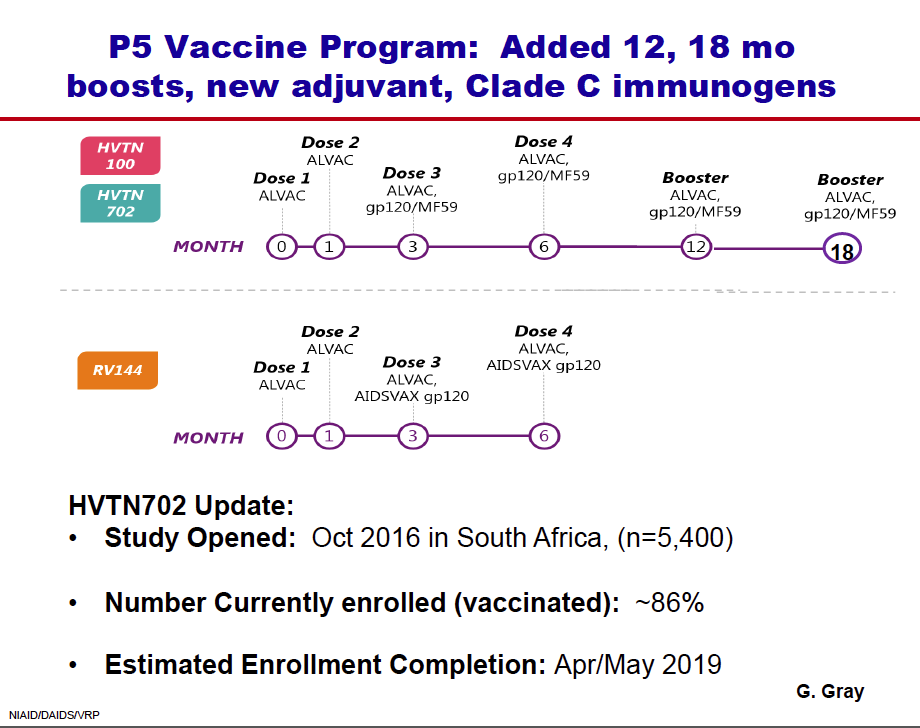 P5 Vaccine Program: Added 12, 18 mo
boosts, new adjuvant, Clade C immunogens
HVTN
100
HVTN
702
Dose 1
ALVAC
Dose 2
ALVAC
Dose 3
ALVAC,
gp120/MF59
Dose 4
ALVAC,
gp120/MF59
Booster
ALVAC,
gp120/MF59
Booster
ALVAC,
gp120/MF59
MONTH 0 1 3 6 12 18
RV144
Dose 1
ALVAC
Dose 2
ALVAC
Dose 3
ALVAC,
AIDSVAX gp120
Dose 4
ALVAC,
AIDSVAX gp120
MONTH 0 1 3 6
HVTN702 Update:
• Study Opened: Oct 2016 in South Africa, (n=5,400)
• Number Currently enrolled (vaccinated): ~86%
• Estimated Enrollment Completion: Apr/May 2019
G. Gray
NIAID/DAIDS/VRP